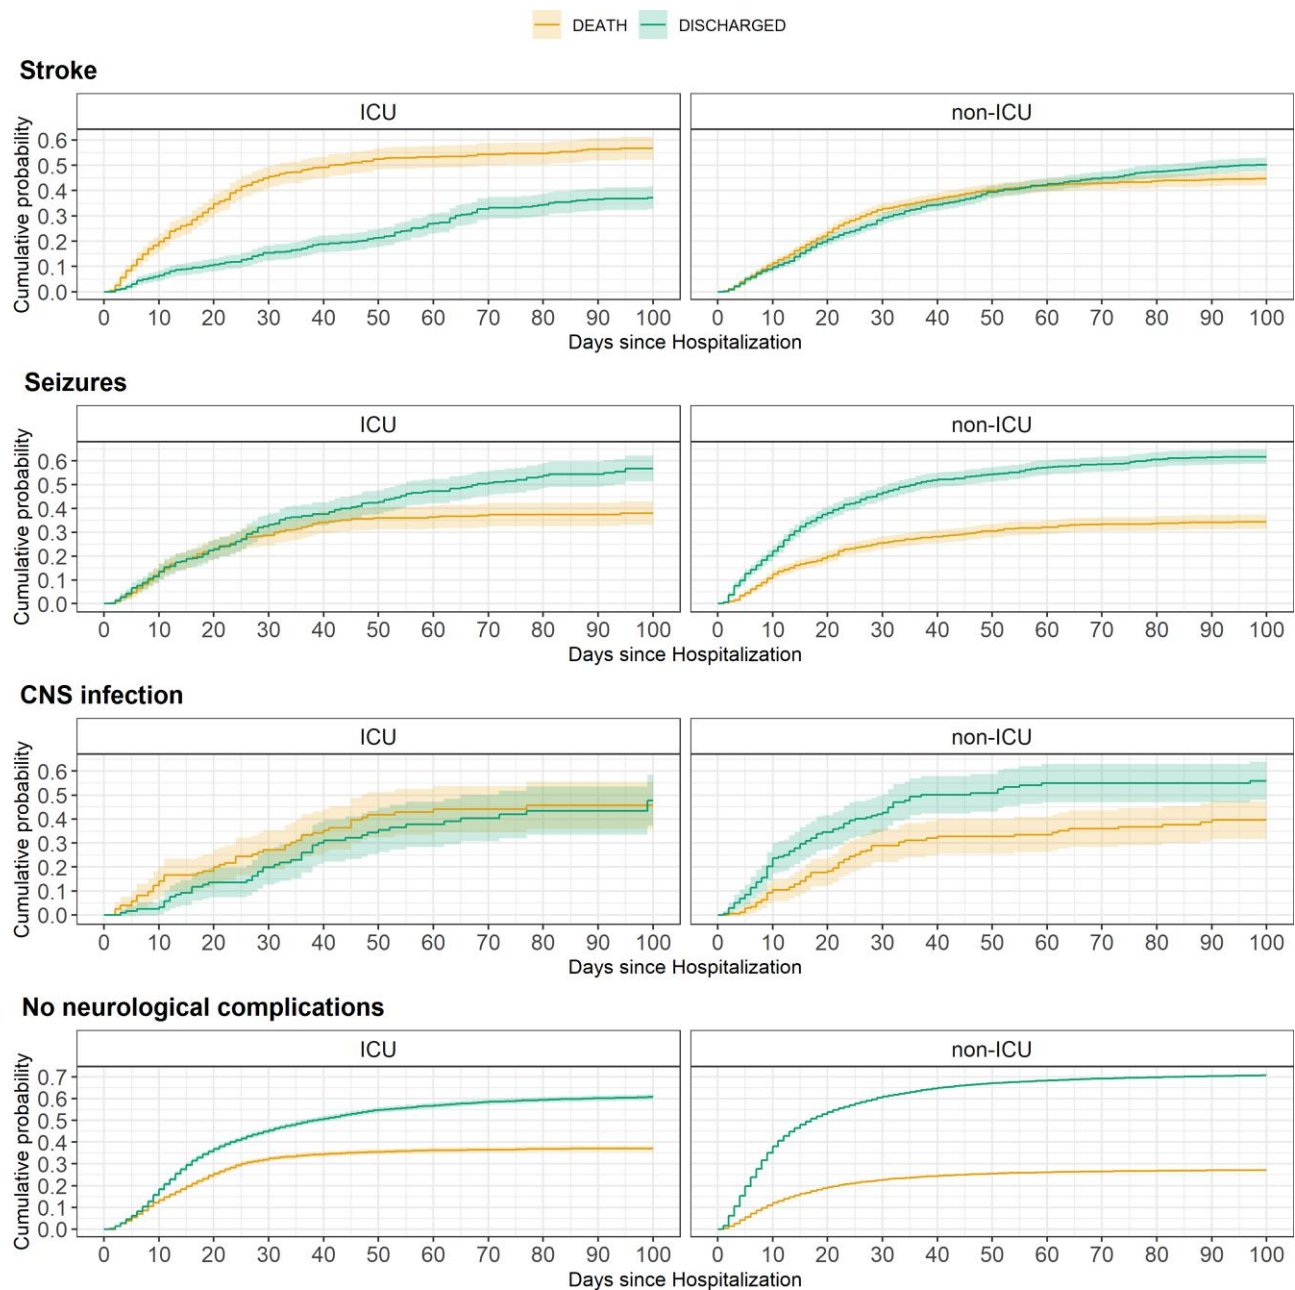 DEATH DISCHARGED
Stroke
ICU non-ICU
Cumulative probability
0.6
0.5
0.4
0.3
0.2
0.1
0.0
0 10 20 30 40 50 60 70 80 90 100 0 10 20 30 40 50 60 70 80 90 100
Days since Hospitalization
Seizures
ICU non-ICU
Cumulative probability
0.6
0.5
0.4
0.3
0.2
0.1
0.0
0 10 20 30 40 50 60 70 80 90 100 0 10 20 30 40 50 60 70 80 90 100
Days since Hospitalization
CNS infection
ICU non-ICU
Cumulative probability
0.6
0.5
0.4
0.3
0.2
0.1
0.0
0 10 20 30 40 50 60 70 80 90 100 0 10 20 30 40 50 60 70 80 90 100
Days since Hospitalization
No neurological complications
ICU non-ICU
Cumulative probability
0.7
0.6
0.5
0.4
0.3
0.2
0.1
0.0
0 10 20 30 40 50 60 70 80 90 100 0 10 20 30 40 50 60 70 80 90 100
Days since Hospitalization